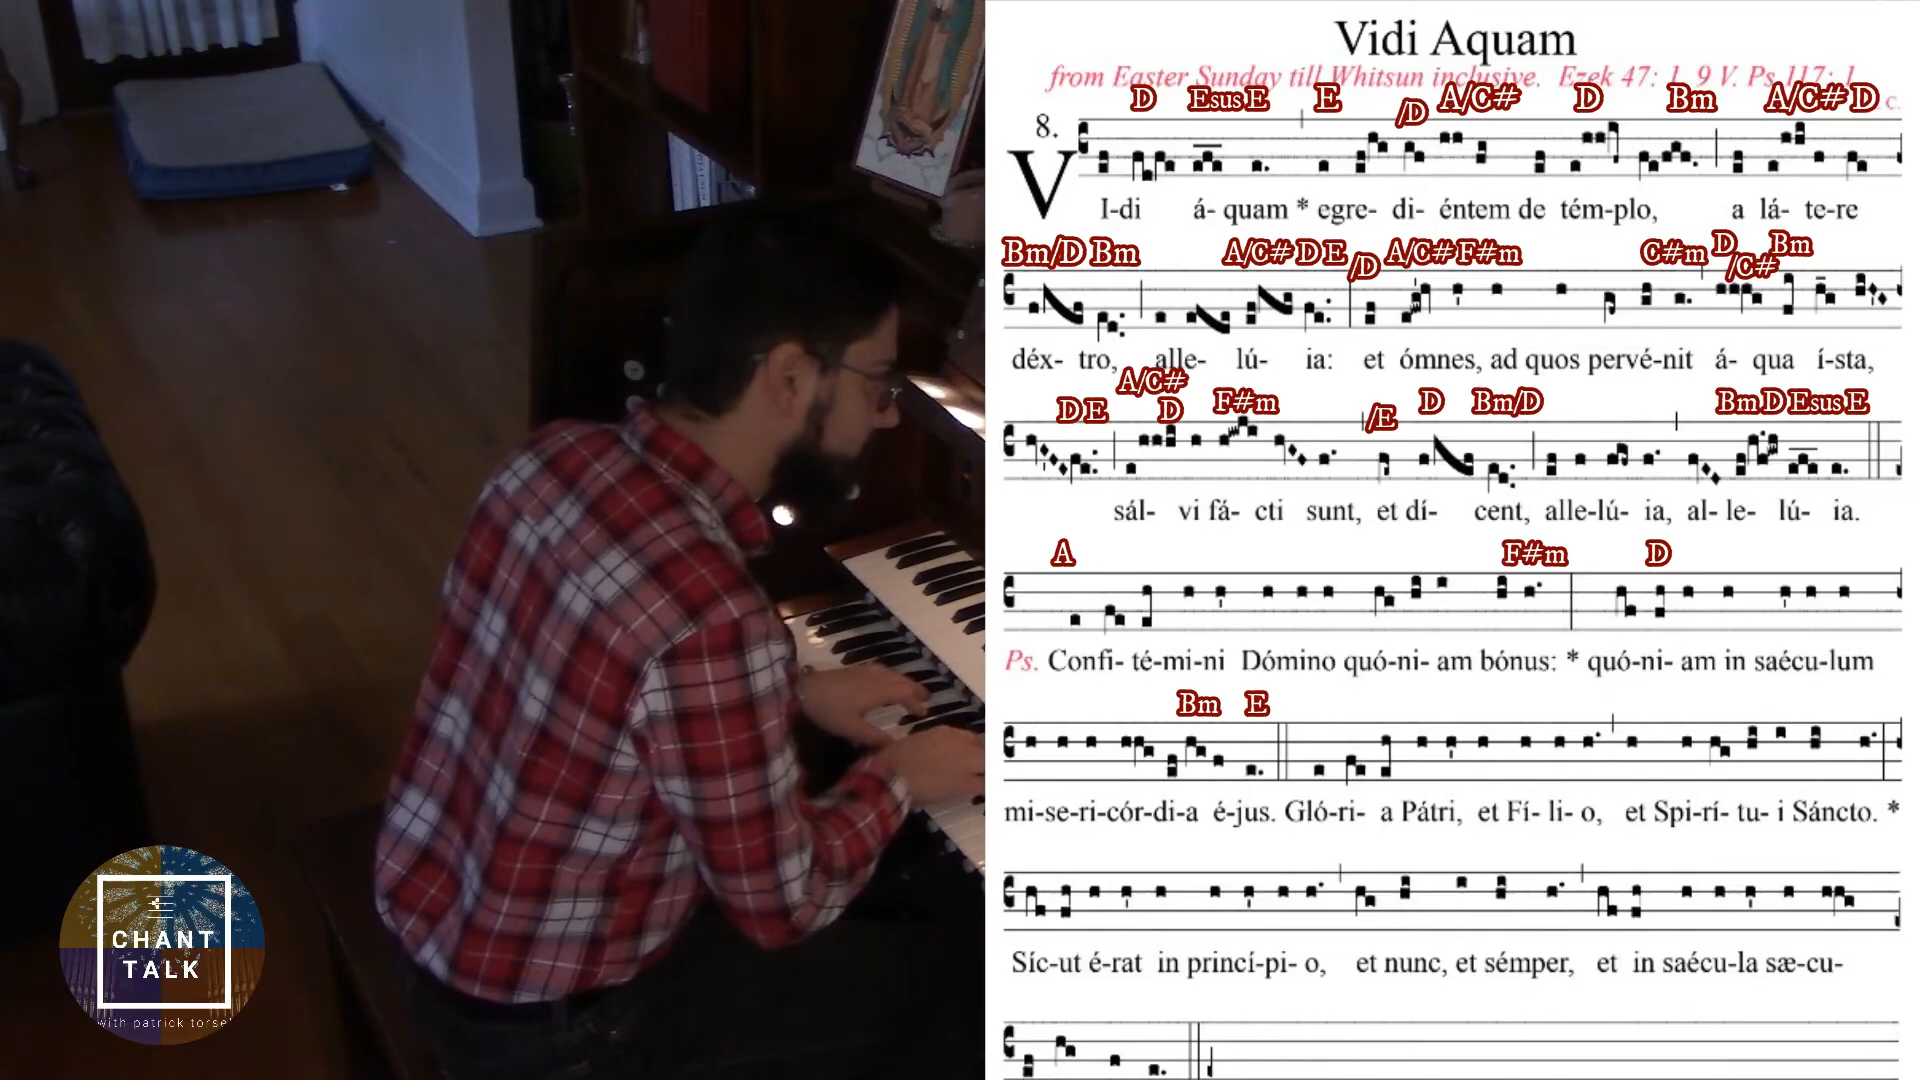 Vidi Aquam
from Easter Sunday till Whitsun inclusive. Ezek 47: 1, 9 V. Ps 117: 1
c.
D Esus E E /D A/C# D Bm A/C# D
8.
VI-di á- quam * egre- di- éntem de tém-plo, a lá- te-re
Bm/D Bm A/C# D E /D A/C# F#m C#m D /C# Bm
déx- tro, alle- lú- ia: et ómnes, ad quos pervé-nit á- qua í-sta,
D E A/C# D F#m /E D Bm/D Bm D Esus E
sál- vi fá- cti sunt, et dí- cent, alle-lú- ia, al- le- lú- ia.
A F#m D
Ps. Confi- té-mi-ni Dómino quó-ni- am bónus: * quó-ni- am in saécu-lum
Bm E
mi-se-ri-cór-di-a é-jus. Gló-ri- a Pátri, et Fí- li- o, et Spi-rí- tu- i Sáncto. *
Síc-ut é-rat in princí-pi- o, et nunc, et sémper, et in saécu-la sæ-cu-
CHANT
TALK
with patrick torsel